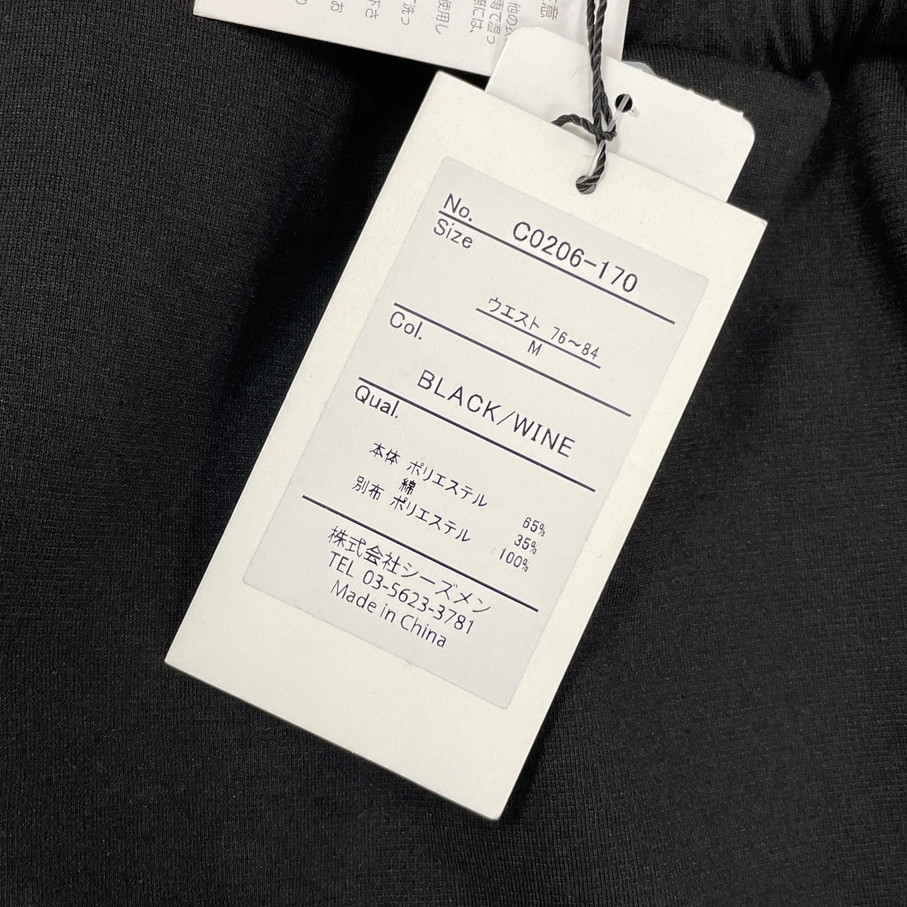 No. C0206-170
Size
ウエスト 76～84
M
Col.
BLACK/WINE
Qual.
本体 ポリエステル 65%
綿 35%
別布 ポリエステル 100%
株式会社シーズメン
TEL 03-5623-3781
Made in China